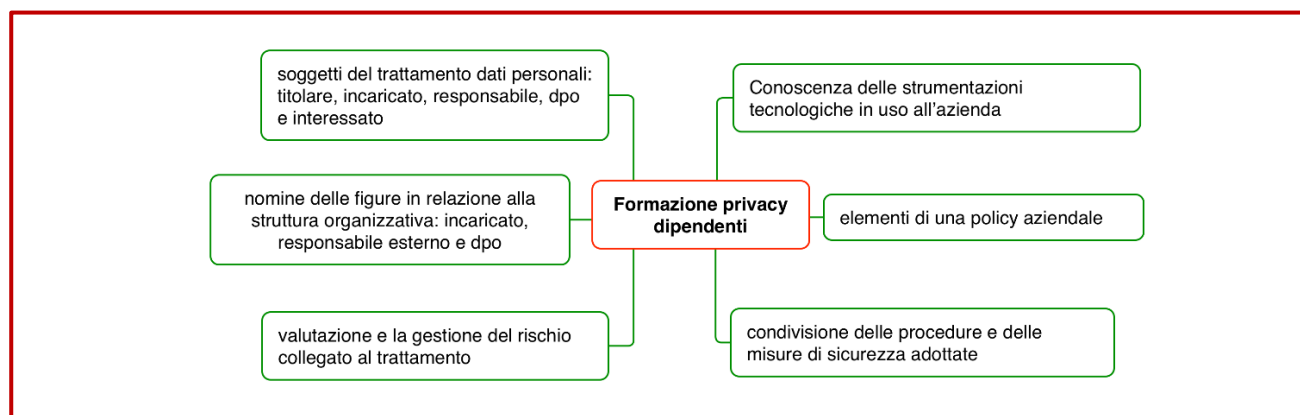 soggetti del trattamento dati personali:
titolare, incaricato, responsabile, dpo
e interessato
Conoscenza delle strumentazioni
tecnologiche in uso all’azienda
nomine delle figure in relazione alla
struttura organizzativa: incaricato,
responsabile esterno e dpo
Formazione privacy
dipendenti
elementi di una policy aziendale
valutazione e la gestione del rischio
collegato al trattamento
condivisione delle procedure e delle
misure di sicurezza adottate